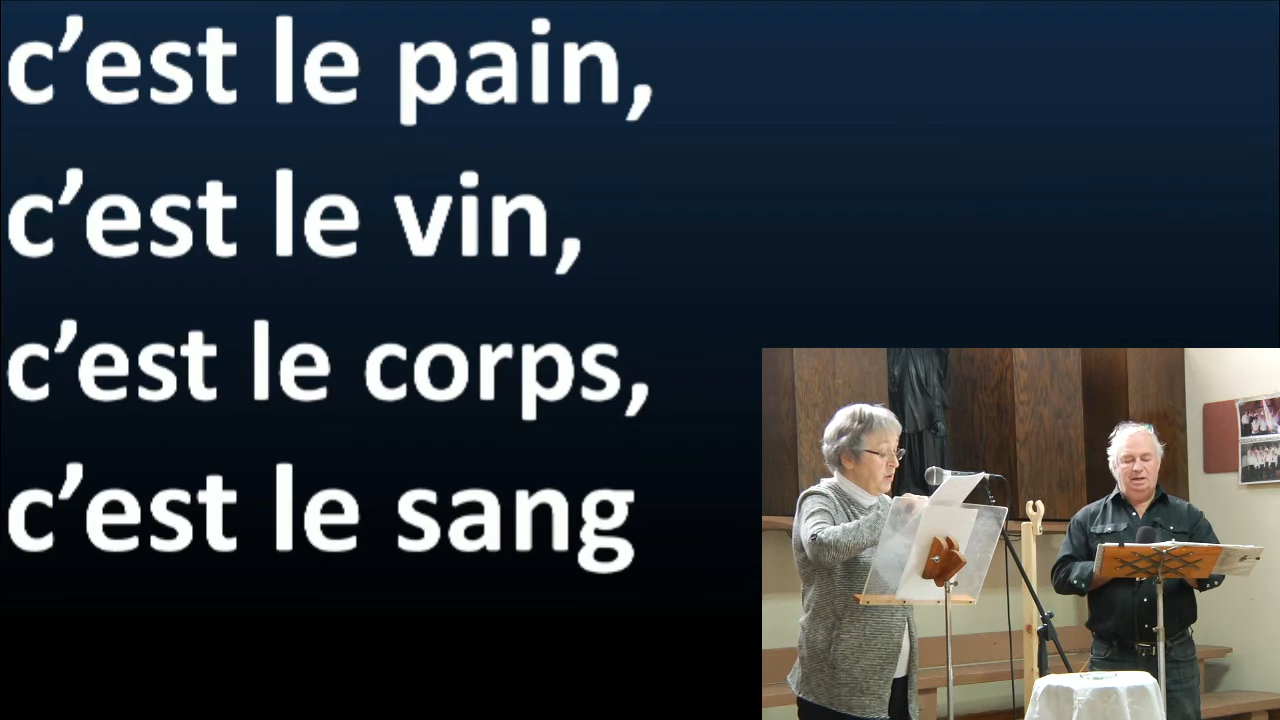 c’est le pain,
c’est le vin,
c’est le corps,
c’est le sang